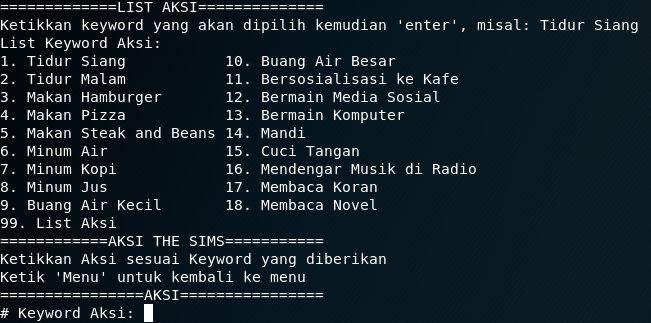 =============LIST AKSI==============
Ketikkan keyword yang akan dipilih kemudian 'enter', misal: Tidur Siang
List Keyword Aksi:
1. Tidur Siang           10. Buang Air Besar
2. Tidur Malam           11. Bersosialisasi ke Kafe
3. Makan Hamburger       12. Bermain Media Sosial
4. Makan Pizza           13. Bermain Komputer
5. Makan Steak and Beans 14. Mandi
6. Minum Air             15. Cuci Tangan
7. Minum Kopi            16. Mendengar Musik di Radio
8. Minum Jus             17. Membaca Koran
9. Buang Air Kecil       18. Membaca Novel
99. List Aksi
============AKSI THE SIMS===========
Ketikkan Aksi sesuai Keyword yang diberikan
Ketik 'Menu' untuk kembali ke menu
================AKSI================
# Keyword Aksi: